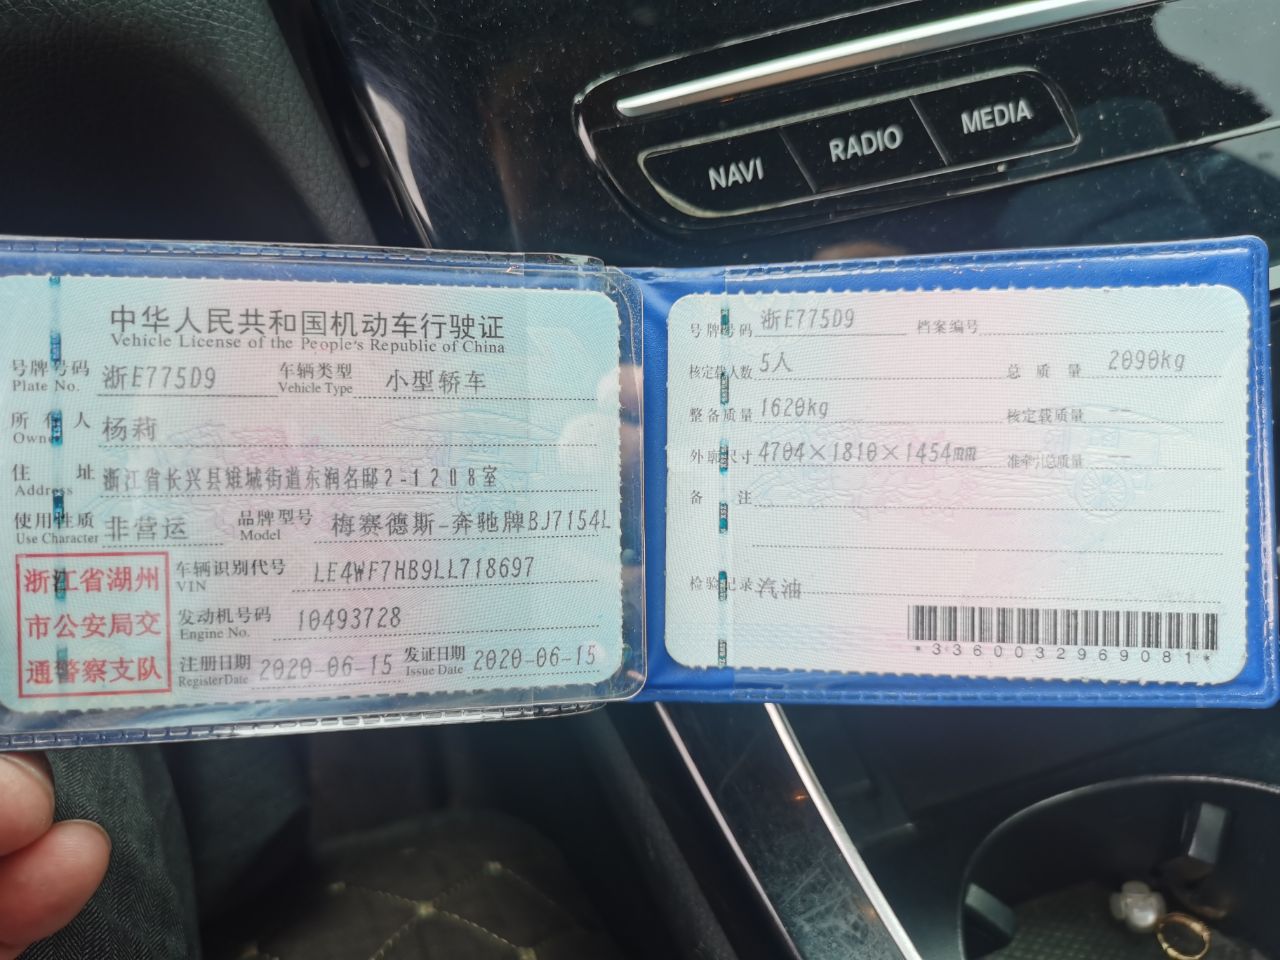 NAVI
RADIO
MEDIA
中华人民共和国机动车行驶证
Vehicle License of the People's Republic of China
号牌号码 浙E775D9 车辆类型 小型轿车
Plate No. Vehicle Type
所有人 杨莉
Owner
住址 浙江省长兴县雉城街道东润名邸2-1208室
Address
使用性质 非营运 品牌型号 梅赛德斯-奔驰牌BJ7154L
Use Character Model
浙江省湖州
市公安局交
通警察支队
车辆识别代号 LE4WF7HB9LL718697
VIN
发动机号码 10493728
Engine No.
注册日期 2020-06-15 发证日期 2020-06-15
Register Date Issue Date
号牌号码 浙E775D9 档案编号
核定载人数 5人 总质量 2090kg
整备质量 1620kg 核定载质量 --
外廓尺寸 4704×1810×1454mm 准牵引总质量 --
备注
检验记录 汽油
*3360032969081*